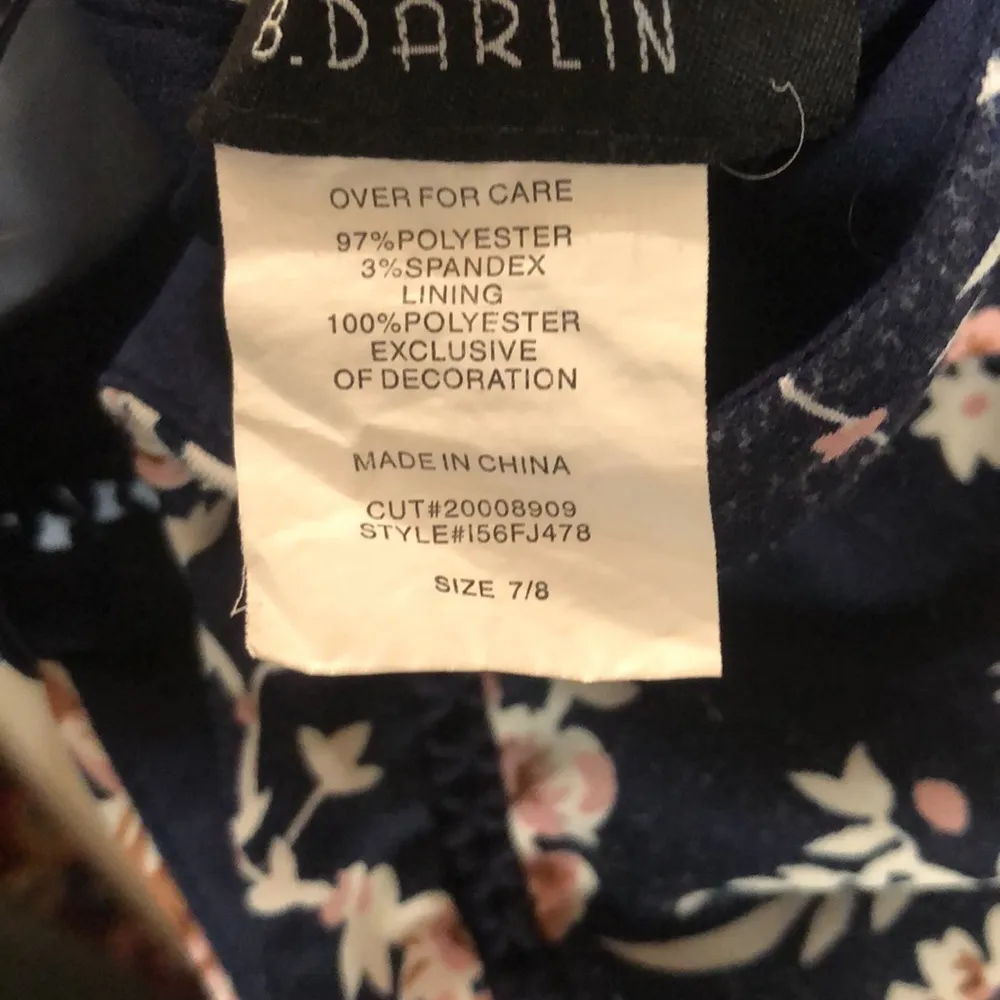 B.DARLIN
OVER FOR CARE
97%POLYESTER
3%SPANDEX
LINING
100%POLYESTER
EXCLUSIVE
OF DECORATION
MADE IN CHINA
CUT#20008909
STYLE#I56FJ478
SIZE 7/8